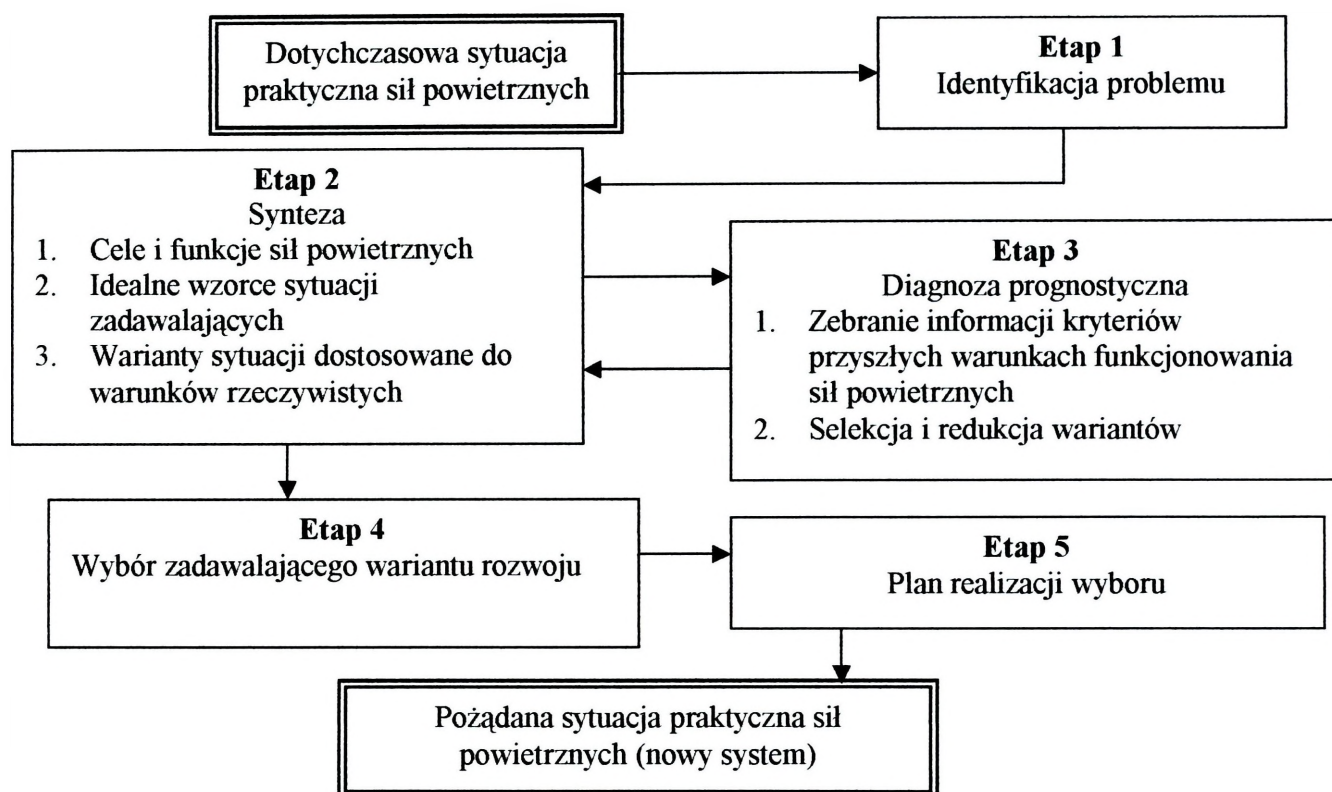 Dotychczasowa sytuacja
praktyczna sił powietrznych
Etap 1
Identyfikacja problemu
Etap 2
Synteza
1. Cele i funkcje sił powietrznych
2. Idealne wzorce sytuacji
zadawalających
3. Warianty sytuacji dostosowane do
warunków rzeczywistych
Etap 3
Diagnoza prognostyczna
1. Zebranie informacji kryteriów
przyszłych warunkach funkcjonowania
sił powietrznych
2. Selekcja i redukcja wariantów
Etap 4
Wybór zadawalającego wariantu rozwoju
Etap 5
Plan realizacji wyboru
Pożądana sytuacja praktyczna sił
powietrznych (nowy system)